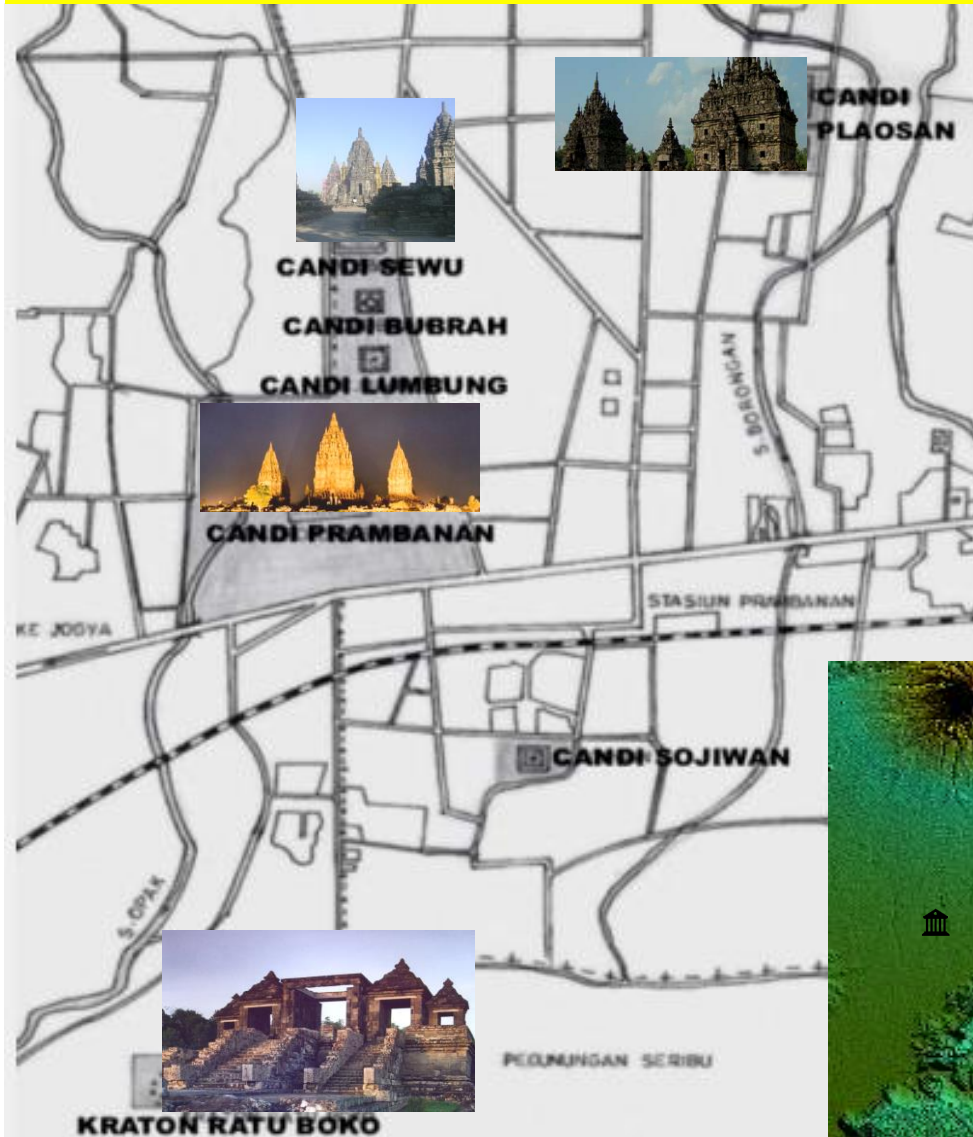 CANDI
PLAOSAN
CANDI SEWU
CANDI BUBRAH
CANDI LUMBUNG
S. BORONGAN
CANDI PRAMBANAN
STASIUN PRAMBANAN
KE JOGYA
CANDI SOJIWAN
S. OPAK
PEGUNUNGAN SERIBU
KRATON RATU BOKO